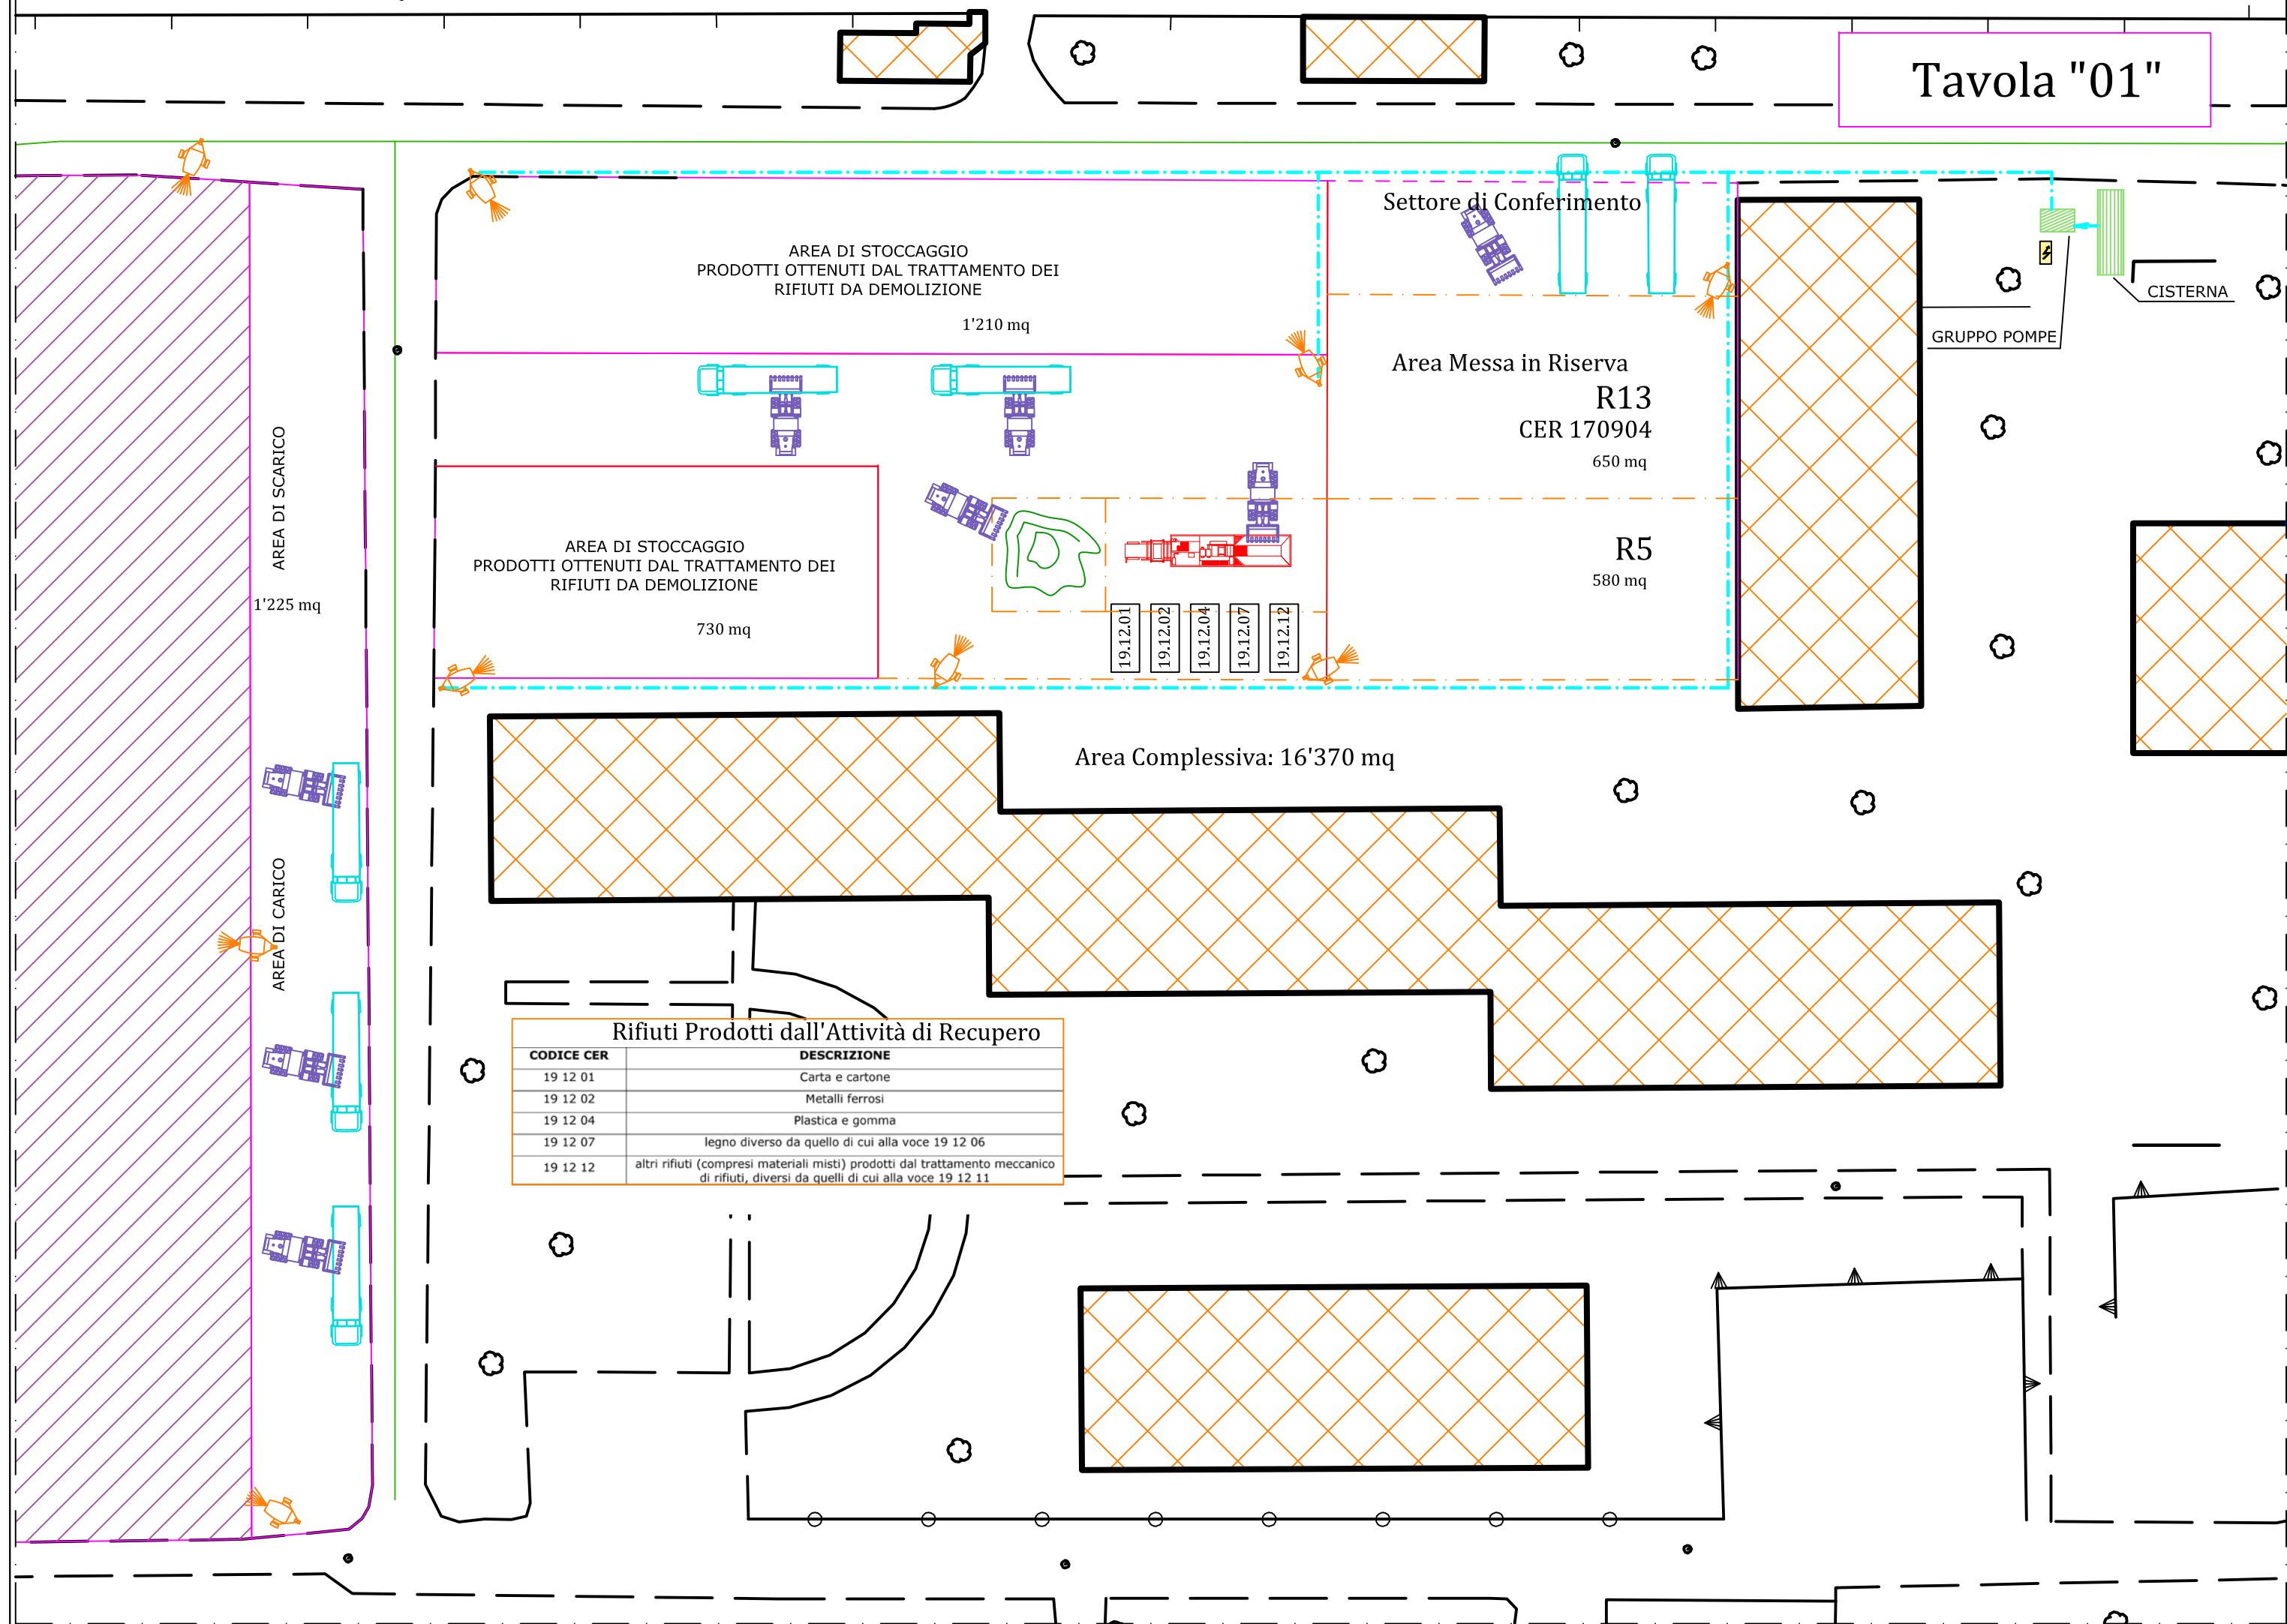 Tavola "01"
Settore di Conferimento
AREA DI STOCCAGGIO
PRODOTTI OTTENUTI DAL TRATTAMENTO DEI
RIFIUTI DA DEMOLIZIONE
1'210 mq
CISTERNA
GRUPPO POMPE
Area Messa in Riserva
R13
CER 170904
650 mq
AREA DI SCARICO
1'225 mq
AREA DI STOCCAGGIO
PRODOTTI OTTENUTI DAL TRATTAMENTO DEI
RIFIUTI DA DEMOLIZIONE
730 mq
R5
580 mq
19.12.01
19.12.02
19.12.04
19.12.07
19.12.12
Area Complessiva: 16'370 mq
AREA DI CARICO
Rifiuti Prodotti dall'Attività di Recupero
CODICE CER DESCRIZIONE
19 12 01 Carta e cartone
19 12 02 Metalli ferrosi
19 12 04 Plastica e gomma
19 12 07 legno diverso da quello di cui alla voce 19 12 06
19 12 12 altri rifiuti (compresi materiali misti) prodotti dal trattamento meccanico
di rifiuti, diversi da quelli di cui alla voce 19 12 11